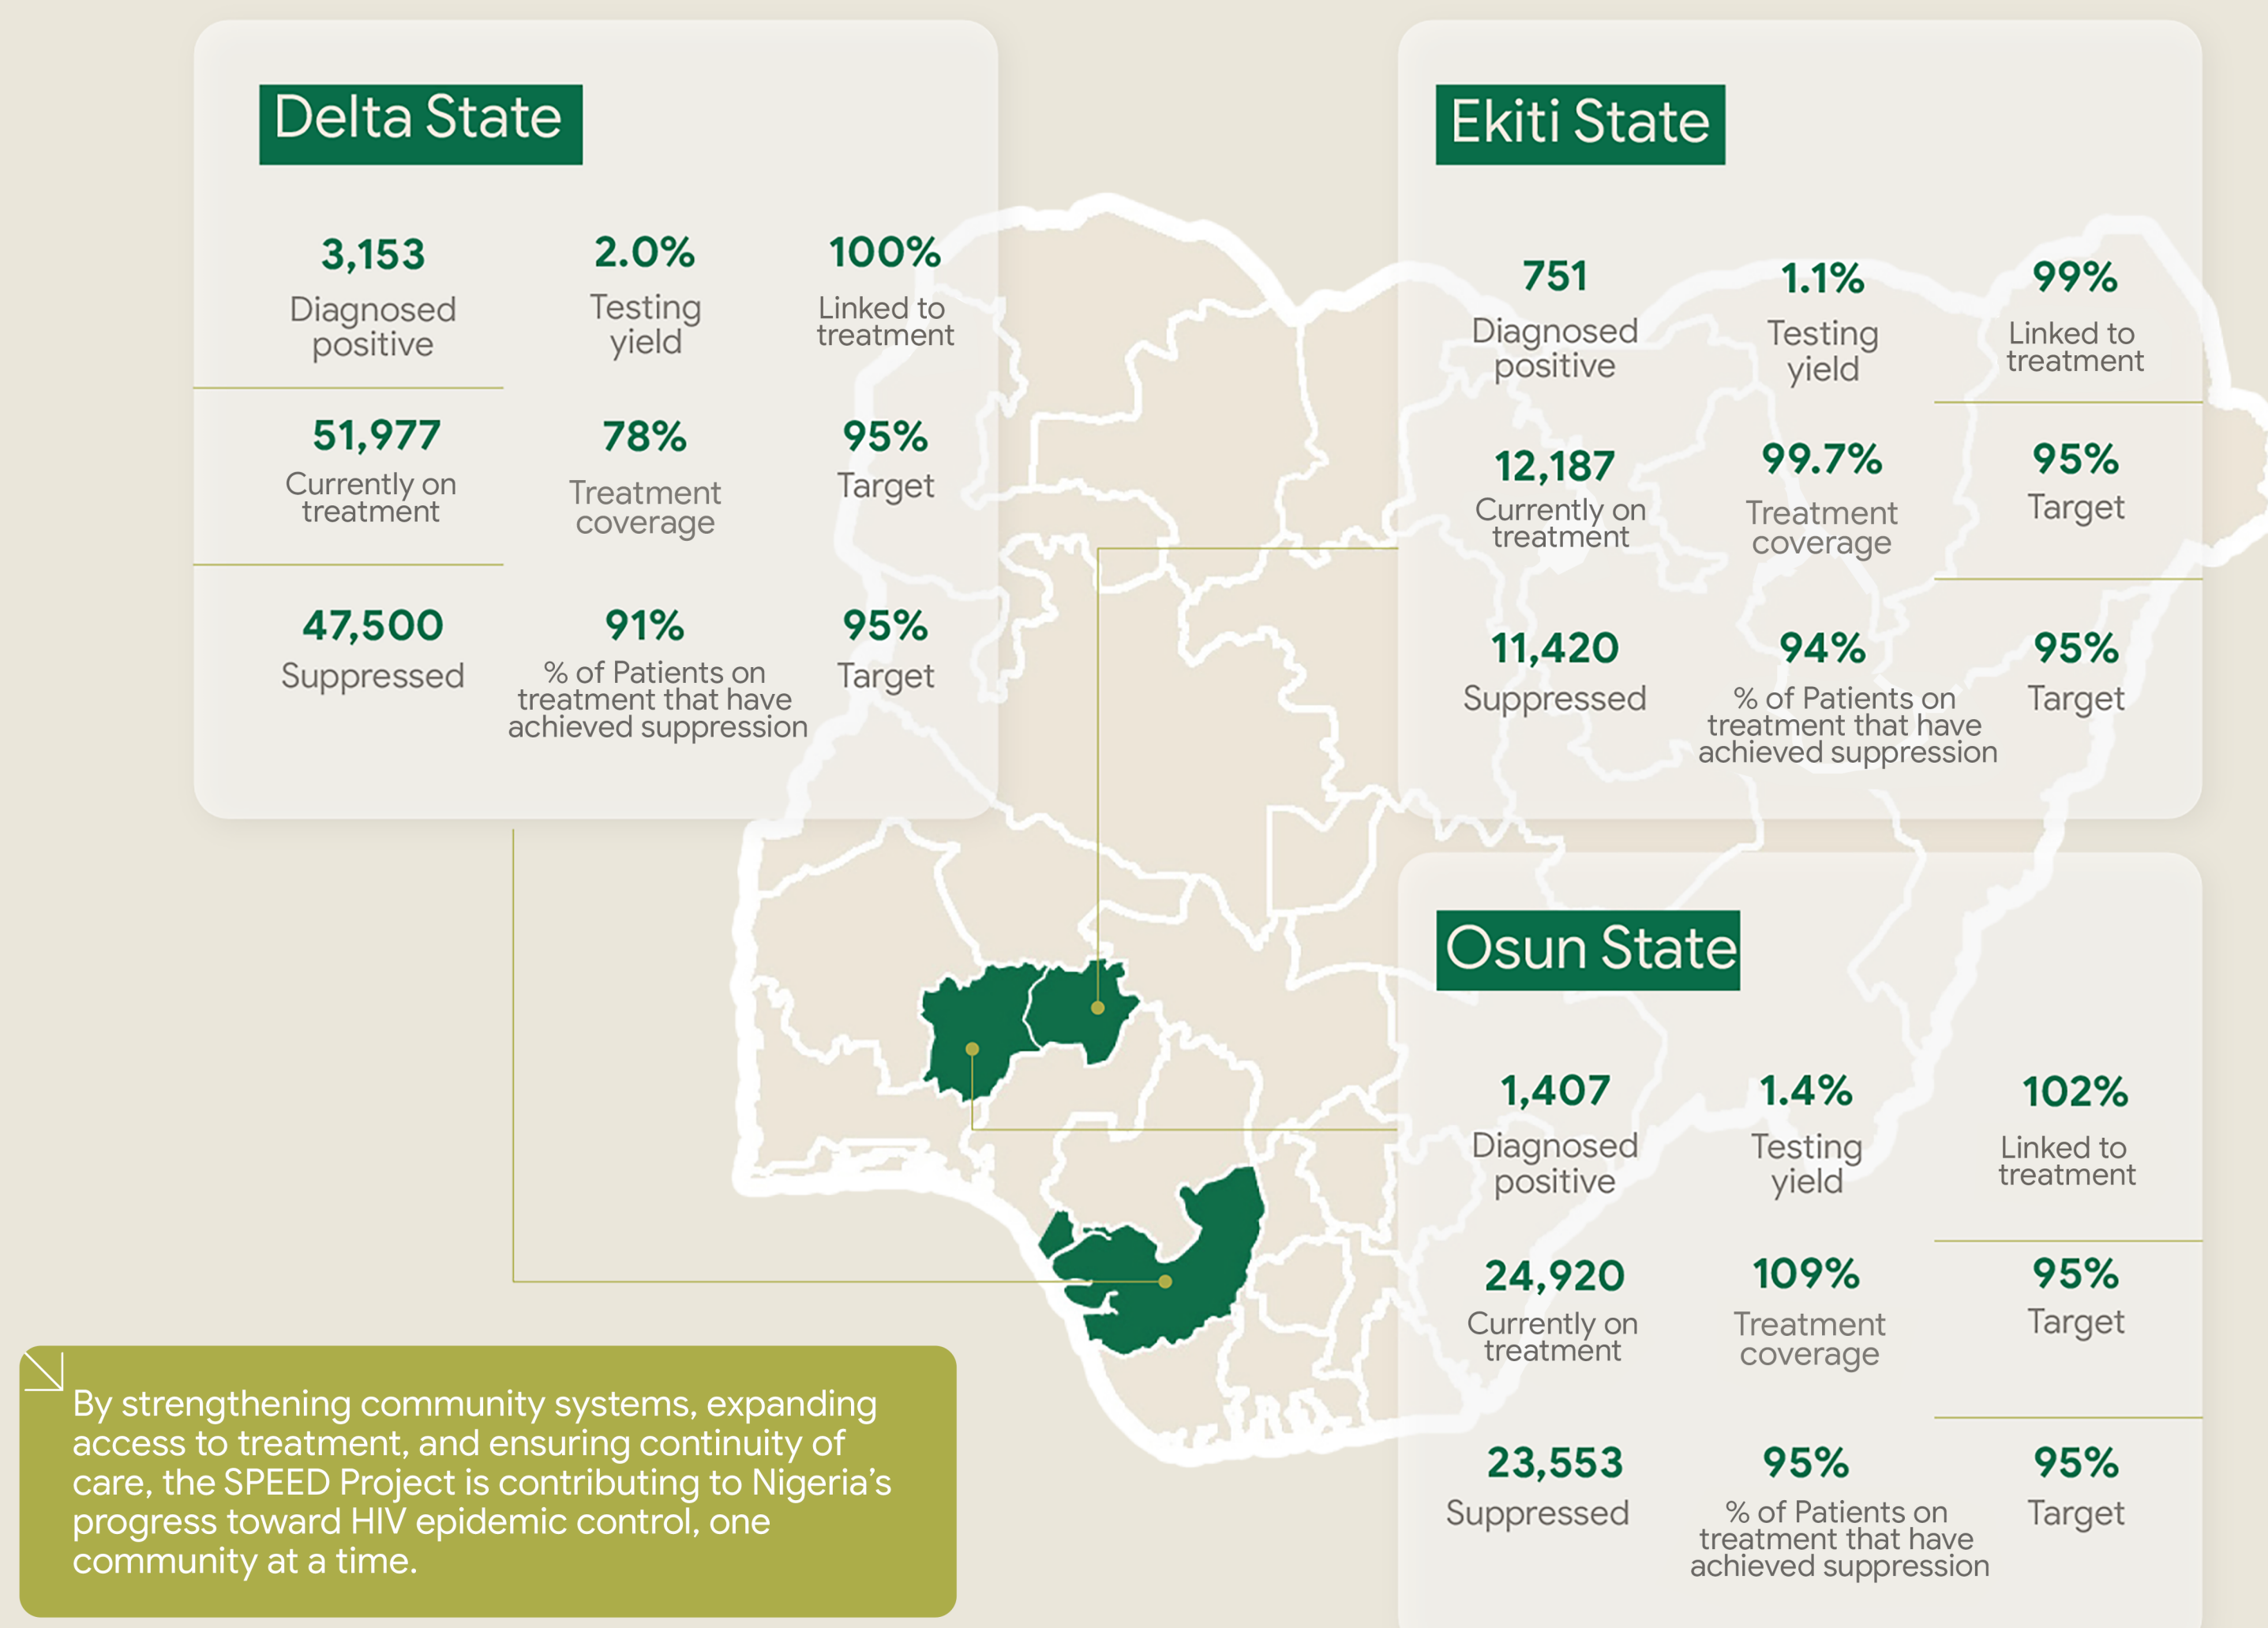 Delta State
3,153
Diagnosed
positive
2.0%
Testing
yield
100%
Linked to
treatment
51,977
Currently on
treatment
78%
Treatment
coverage
95%
Target
47,500
Suppressed
91%
% of Patients on
treatment that have
achieved suppression
95%
Target
Ekiti State
751
Diagnosed
positive
1.1%
Testing
yield
99%
Linked to
treatment
12,187
Currently on
treatment
99.7%
Treatment
coverage
95%
Target
11,420
Suppressed
94%
% of Patients on
treatment that have
achieved suppression
95%
Target
Osun State
1,407
Diagnosed
positive
1.4%
Testing
yield
102%
Linked to
treatment
24,920
Currently on
treatment
109%
Treatment
coverage
95%
Target
23,553
Suppressed
95%
% of Patients on
treatment that have
achieved suppression
95%
Target
By strengthening community systems, expanding
access to treatment, and ensuring continuity of
care, the SPEED Project is contributing to Nigeria’s
progress toward HIV epidemic control, one
community at a time.